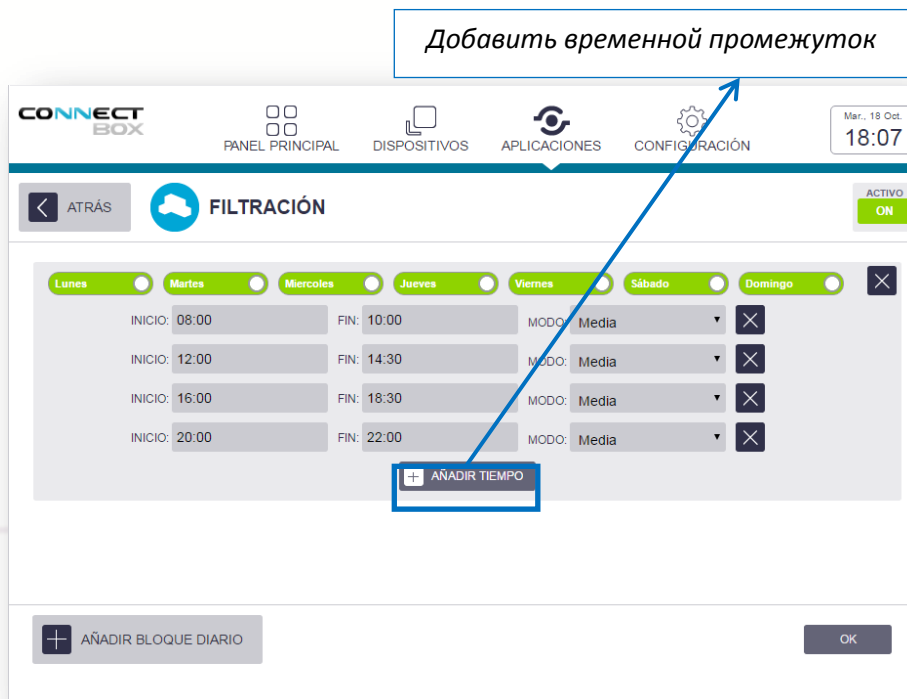 Добавить временной промежуток
CONNECT
BOX
PANEL PRINCIPAL
DISPOSITIVOS
APLICACIONES
CONFIGURACIÓN
Mar., 18 Oct.
18:07
ATRÁS
FILTRACIÓN
ACTIVO
ON
Lunes Martes Miercoles Jueves Viernes Sábado Domingo
INICIO: 08:00 FIN: 10:00 MODO: Media
INICIO: 12:00 FIN: 14:30 MODO: Media
INICIO: 16:00 FIN: 18:30 MODO: Media
INICIO: 20:00 FIN: 22:00 MODO: Media
AÑADIR TIEMPO
AÑADIR BLOQUE DIARIO
OK